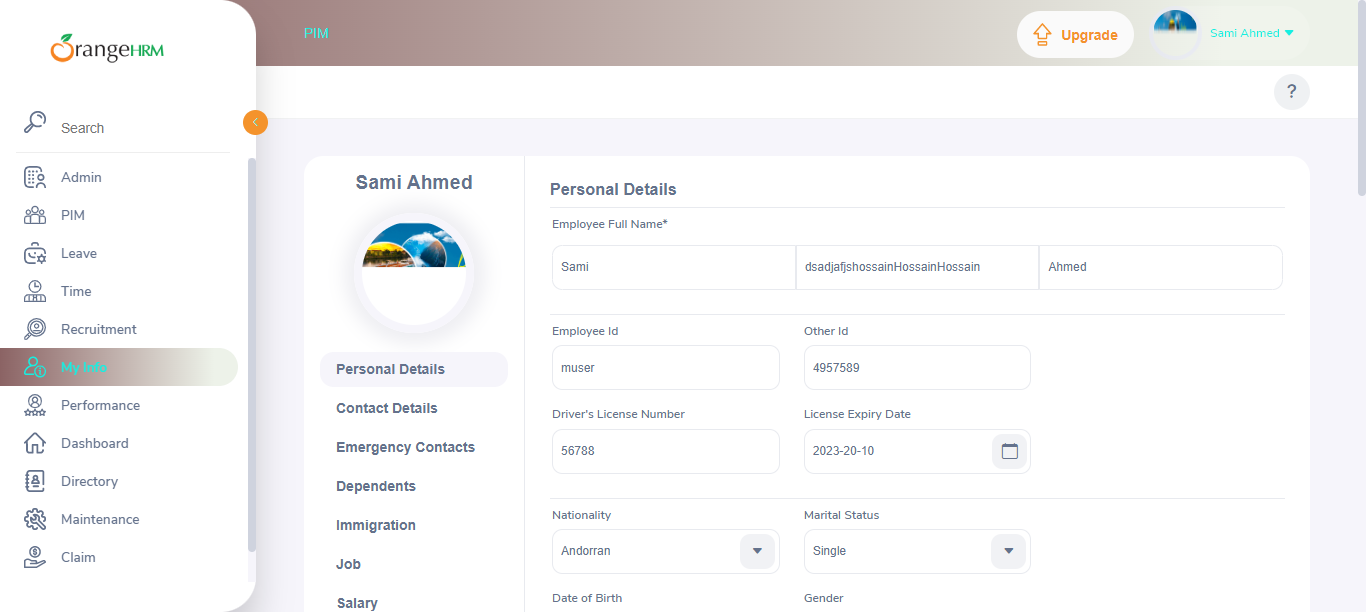 OrangeHRM
PIM
Upgrade
Sami Ahmed
?
Search
Admin
PIM
Leave
Time
Recruitment
My Info
Performance
Dashboard
Directory
Maintenance
Claim
Sami Ahmed
Personal Details
Contact Details
Emergency Contacts
Dependents
Immigration
Job
Salary
Personal Details
Employee Full Name*
Sami dsadjafjshossainHossainHossain Ahmed
Employee Id Other Id
muser 4957589
Driver's License Number License Expiry Date
56788 2023-20-10
Nationality Marital Status
Andorran Single
Date of Birth Gender